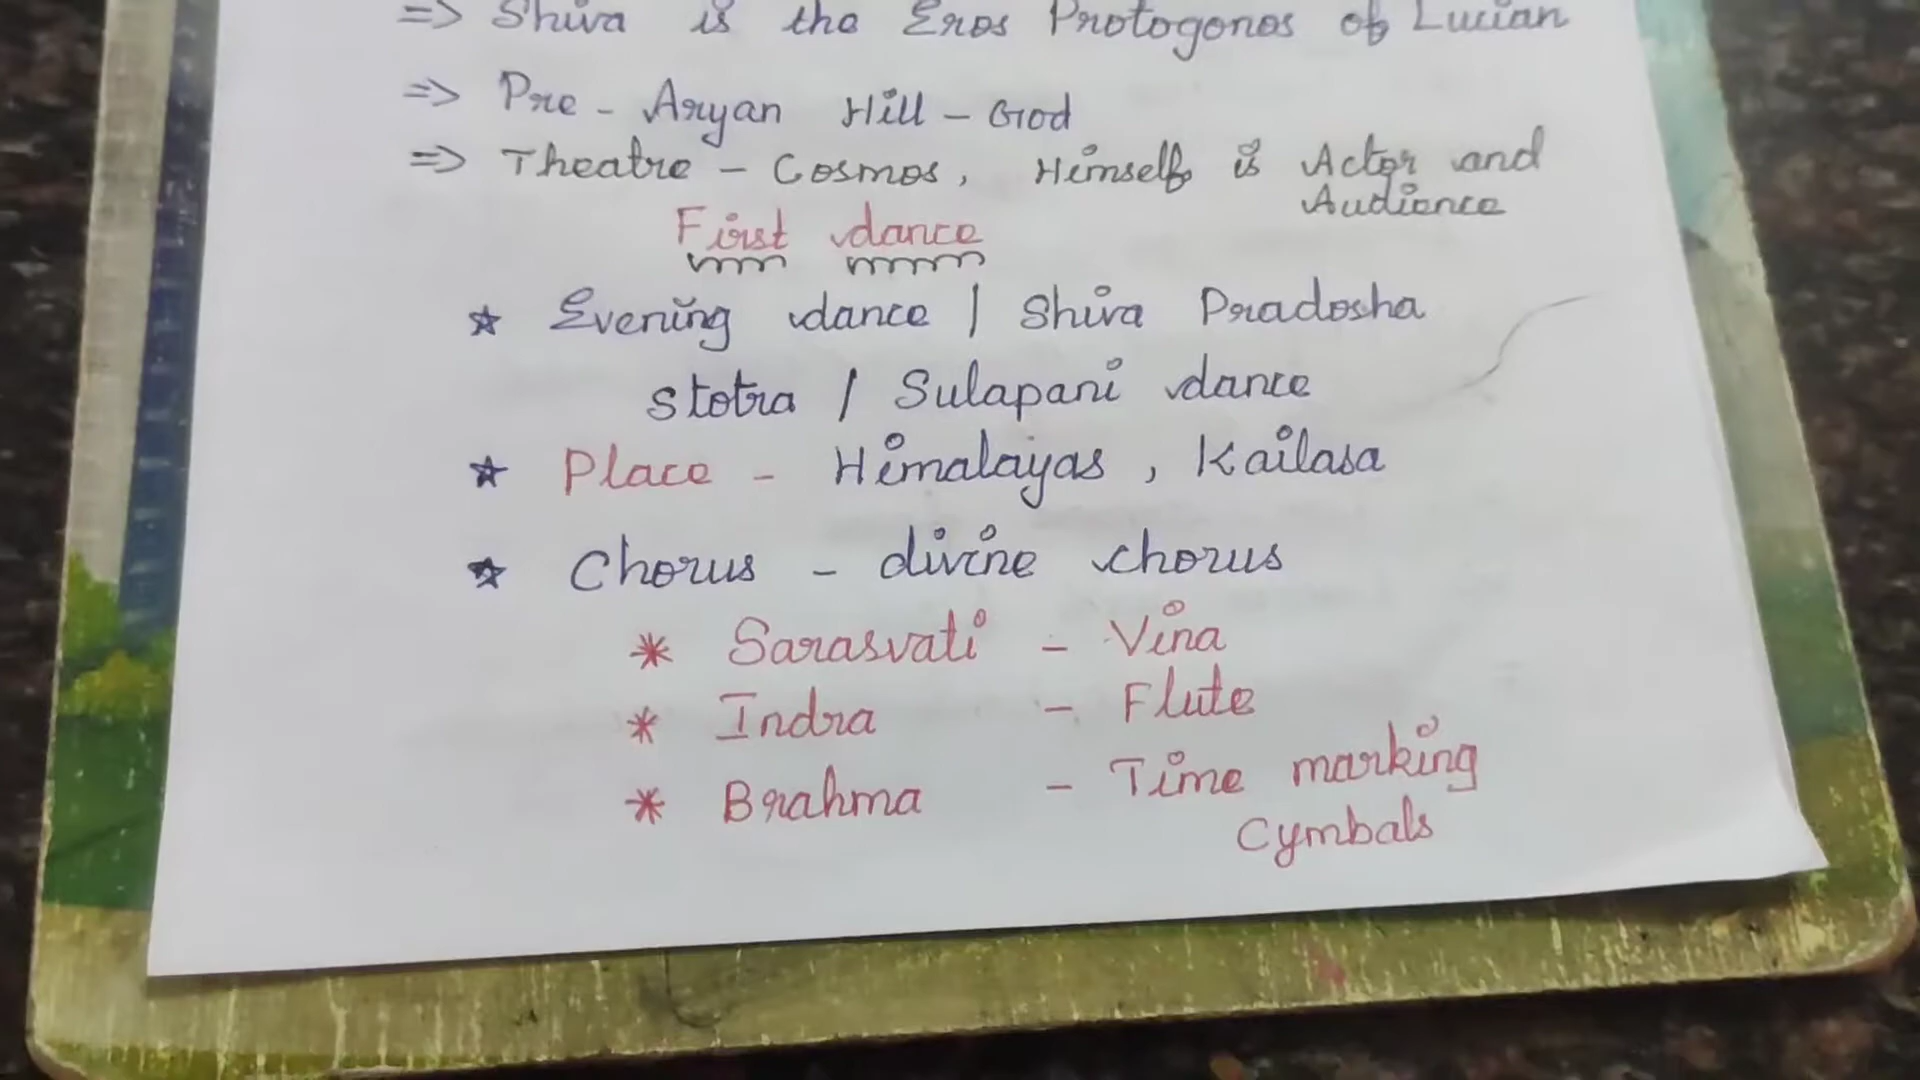 => Shiva is the Eros Protogonos of Lucian
=> Pre - Aryan Hill - God
=> Theatre - Cosmos, Himself is Actor and
Audience
First dance
☆ Evening dance / Shiva Pradosha
Stotra / Sulapani dance
☆ Place - Himalayas, Kailasa
☆ Chorus - divine chorus
* Sarasvati - Vina
* Indra - Flute
* Brahma - Time marking
Cymbals